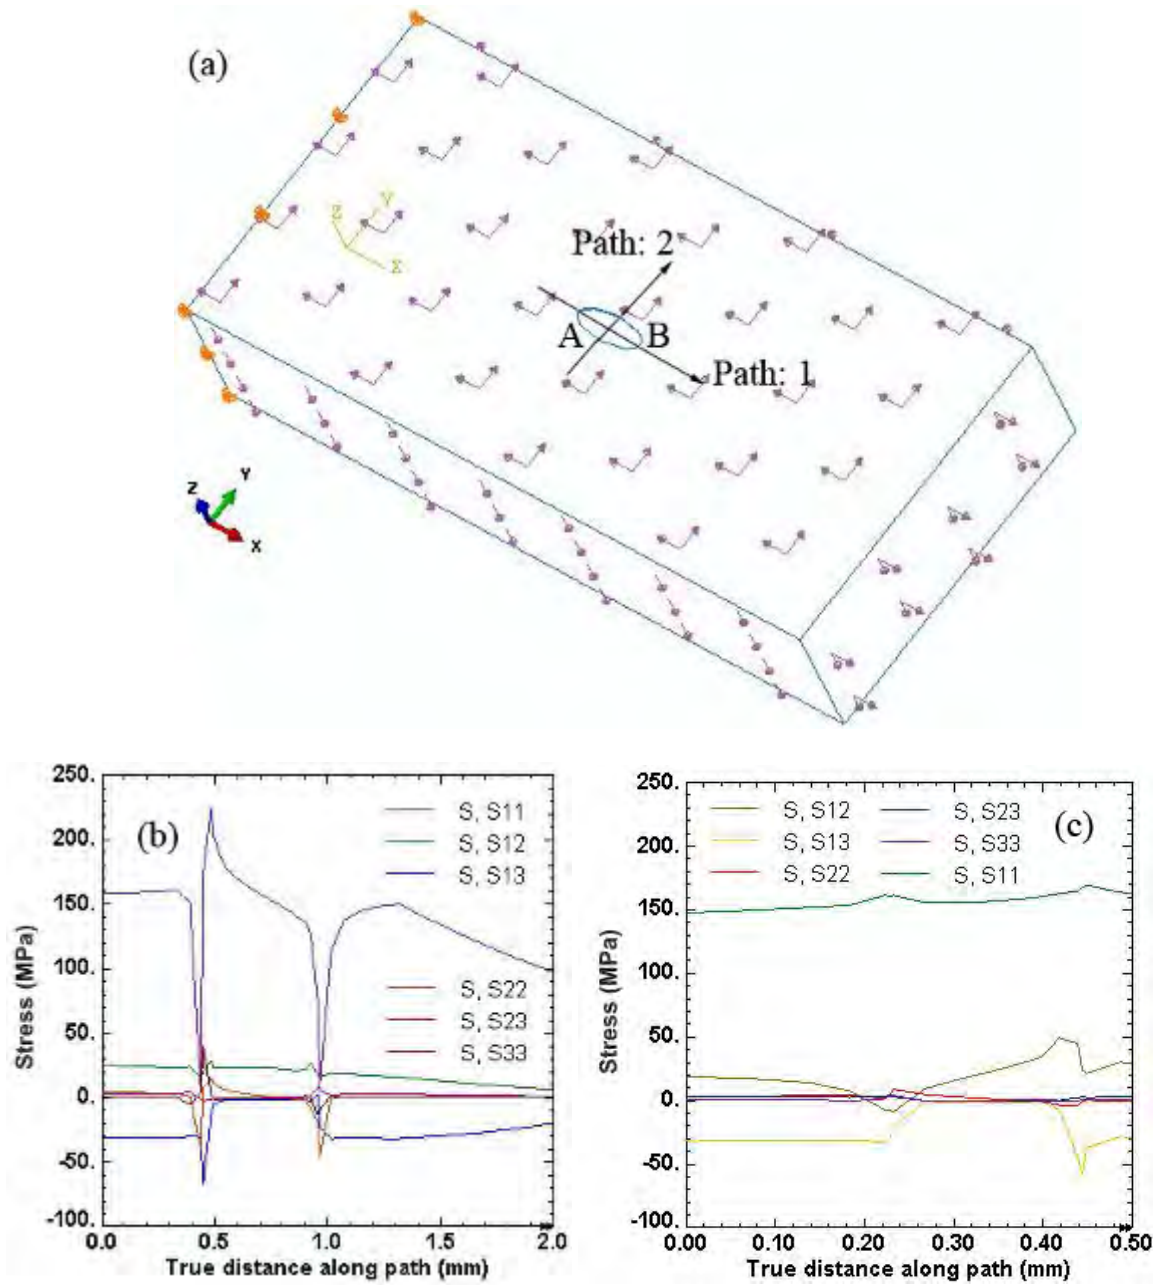 (a)
Z
Y
X
Path: 2
A
B
Path: 1
Z
Y
X
250.
200.
150.
100.
50.
0.
-50.
-100.
Stress (MPa)
(b)
S, S11
S, S12
S, S13
S, S22
S, S23
S, S33
0.0 0.5 1.0 1.5 2.0
True distance along path (mm)
250.
200.
150.
100.
50.
0.
-50.
-100.
Stress (MPa)
S, S12
S, S13
S, S22
S, S23
S, S33
S, S11
(c)
0.00 0.10 0.20 0.30 0.40 0.50
True distance along path (mm)